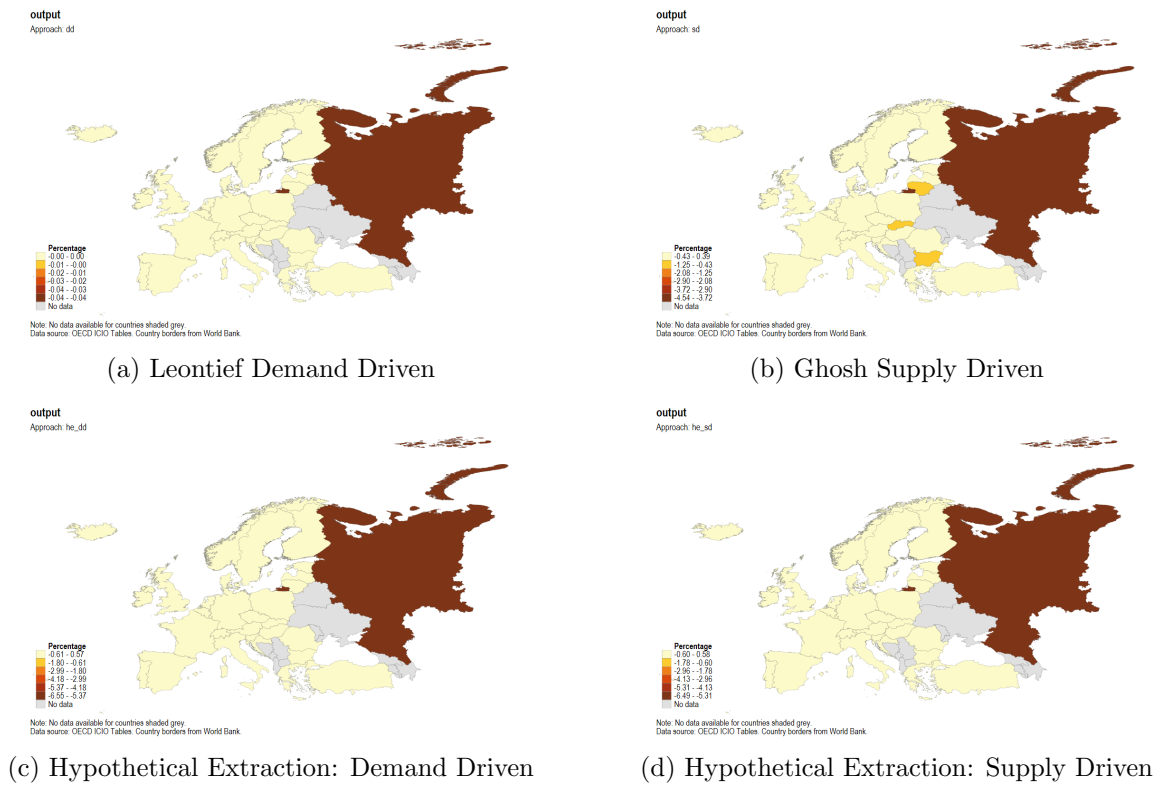 output
Approach: dd
Percentage
-0.00 - 0.00
-0.01 - -0.00
-0.02 - -0.01
-0.03 - -0.02
-0.04 - -0.03
-0.04 - -0.04
No data
Note: No data available for countries shaded grey.
Data source: OECD ICIO Tables. Country borders from World Bank.
(a) Leontief Demand Driven
output
Approach: sd
Percentage
-0.43 - 0.39
-1.25 - -0.43
-2.08 - -1.25
-2.90 - -2.08
-3.72 - -2.90
-4.54 - -3.72
No data
Note: No data available for countries shaded grey.
Data source: OECD ICIO Tables. Country borders from World Bank.
(b) Ghosh Supply Driven
output
Approach: he_dd
Percentage
-0.61 - 0.57
-1.80 - -0.61
-2.99 - -1.80
-4.18 - -2.99
-5.37 - -4.18
-6.55 - -5.37
No data
Note: No data available for countries shaded grey.
Data source: OECD ICIO Tables. Country borders from World Bank.
(c) Hypothetical Extraction: Demand Driven
output
Approach: he_sd
Percentage
-0.60 - 0.58
-1.78 - -0.60
-2.96 - -1.78
-4.13 - -2.96
-5.31 - -4.13
-6.49 - -5.31
No data
Note: No data available for countries shaded grey.
Data source: OECD ICIO Tables. Country borders from World Bank.
(d) Hypothetical Extraction: Supply Driven